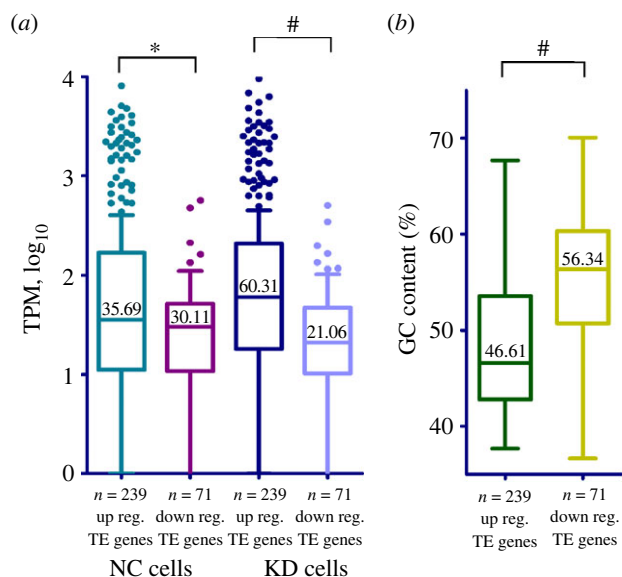 (a)
*
#
4
3
2
1
0
TPM, log10
35.69
30.11
60.31
21.06
n = 239
up reg.
TE genes
n = 71
down reg.
TE genes
n = 239
up reg.
TE genes
n = 71
down reg.
TE genes
NC cells
KD cells
(b)
#
70
60
50
40
GC content (%)
46.61
56.34
n = 239
up reg.
TE genes
n = 71
down reg.
TE genes